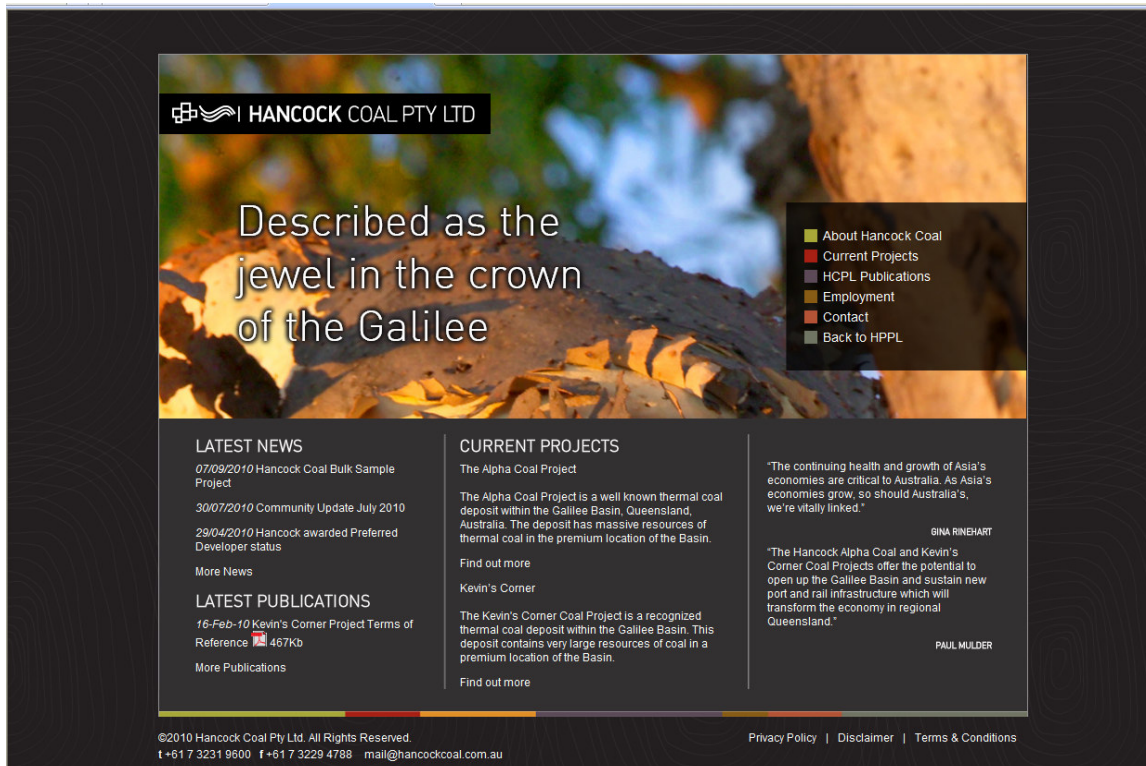 HANCOCK COAL PTY LTD
Described as the
jewel in the crown
of the Galilee
About Hancock Coal
Current Projects
HCPL Publications
Employment
Contact
Back to HPPL
LATEST NEWS
07/09/2010 Hancock Coal Bulk Sample
Project
30/07/2010 Community Update July 2010
29/04/2010 Hancock awarded Preferred
Developer status
More News
LATEST PUBLICATIONS
16-Feb-10 Kevin's Corner Project Terms of
Reference 467Kb
More Publications
CURRENT PROJECTS
The Alpha Coal Project
The Alpha Coal Project is a well known thermal coal
deposit within the Galilee Basin, Queensland,
Australia. The deposit has massive resources of
thermal coal in the premium location of the Basin.
Find out more
Kevin's Corner
The Kevin's Corner Coal Project is a recognized
thermal coal deposit within the Galilee Basin. This
deposit contains very large resources of coal in a
premium location of the Basin.
Find out more
"The continuing health and growth of Asia's
economies are critical to Australia. As Asia's
economies grow, so should Australia's,
we're vitally linked."
GINA RINEHART
"The Hancock Alpha Coal and Kevin's
Corner Coal Projects offer the potential to
open up the Galilee Basin and sustain new
port and rail infrastructure which will
transform the economy in regional
Queensland."
PAUL MULDER
©2010 Hancock Coal Pty Ltd. All Rights Reserved.
t +61 7 3231 9600 f +61 7 3229 4788 mail@hancockcoal.com.au
Privacy Policy | Disclaimer | Terms & Conditions